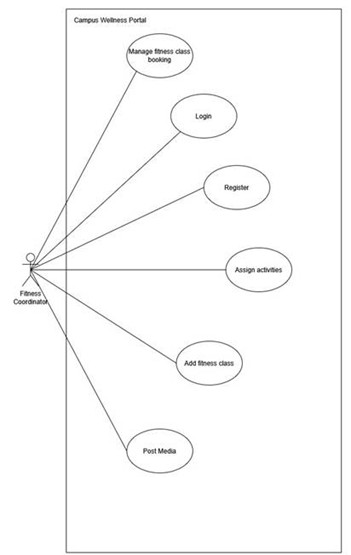 Campus Wellness Portal
Manage fitness class
booking
Login
Register
Assign activities
Fitness
Coordinator
Add fitness class
Post Media